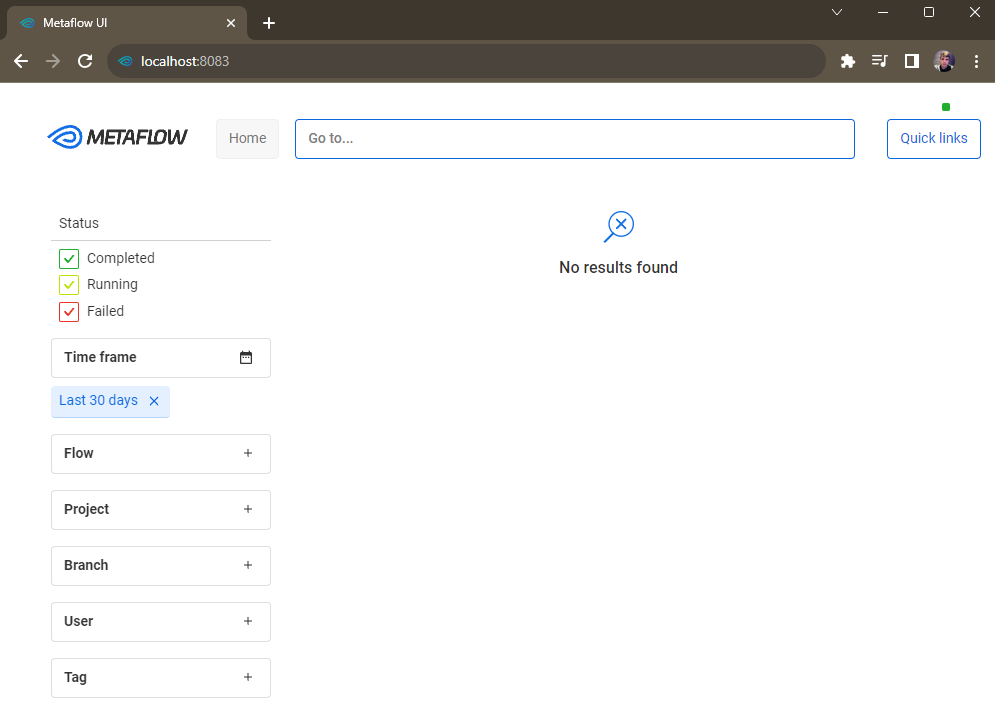 Metaflow UI
localhost:8083
METAFLOW
Home
Go to...
Quick links
Status
Completed
Running
Failed
Time frame
Last 30 days
Flow
Project
Branch
User
Tag
No results found